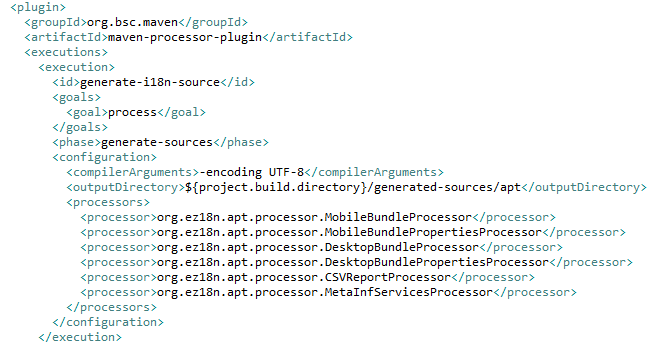 <plugin>
<groupId>org.bsc.maven</groupId>
<artifactId>maven-processor-plugin</artifactId>
<executions>
<execution>
<id>generate-i18n-source</id>
<goals>
<goal>process</goal>
</goals>
<phase>generate-sources</phase>
<configuration>
<compilerArguments>-encoding UTF-8</compilerArguments>
<outputDirectory>${project.build.directory}/generated-sources/apt</outputDirectory>
<processors>
<processor>org.ez18n.apt.processor.MobileBundleProcessor</processor>
<processor>org.ez18n.apt.processor.MobileBundlePropertiesProcessor</processor>
<processor>org.ez18n.apt.processor.DesktopBundleProcessor</processor>
<processor>org.ez18n.apt.processor.DesktopBundlePropertiesProcessor</processor>
<processor>org.ez18n.apt.processor.CSVReportProcessor</processor>
<processor>org.ez18n.apt.processor.MetaInfServicesProcessor</processor>
</processors>
</configuration>
</execution>